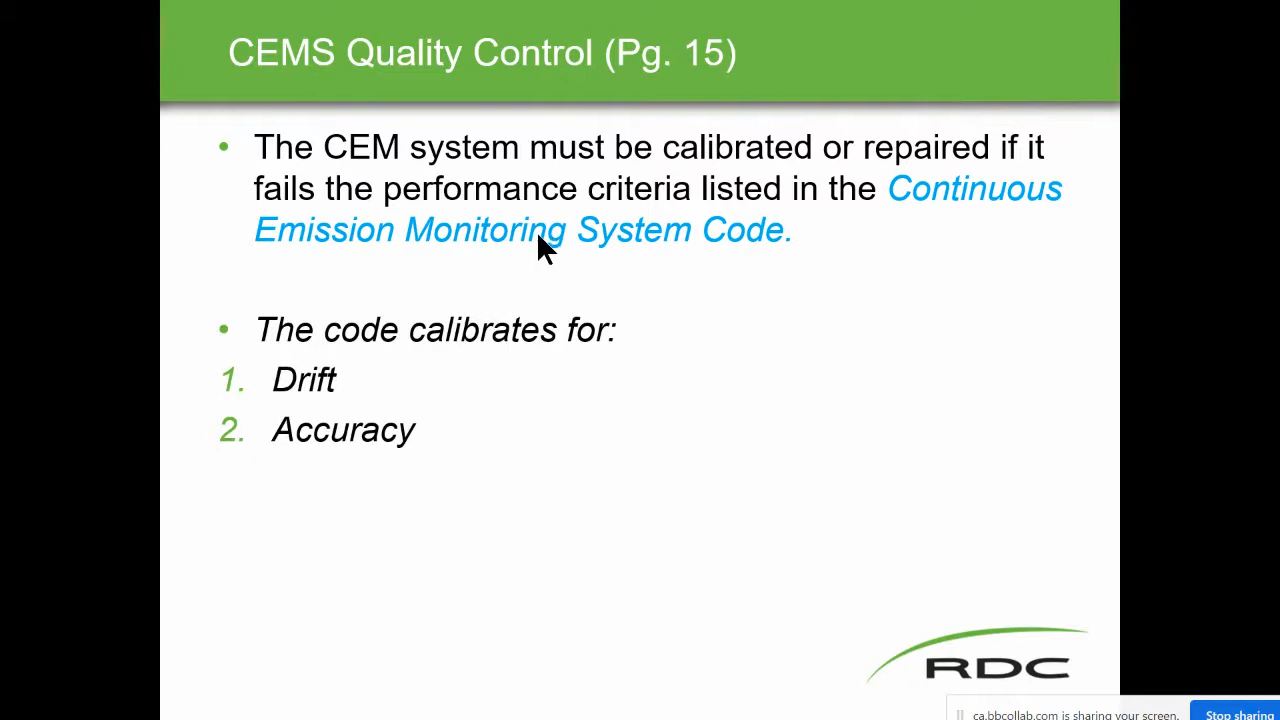 CEMS Quality Control (Pg. 15)
• The CEM system must be calibrated or repaired if it
fails the performance criteria listed in the Continuous
Emission Monitoring System Code.
• The code calibrates for:
1. Drift
2. Accuracy
RDC
ca.bbcollab.com is sharing your screen.
Stop sharing